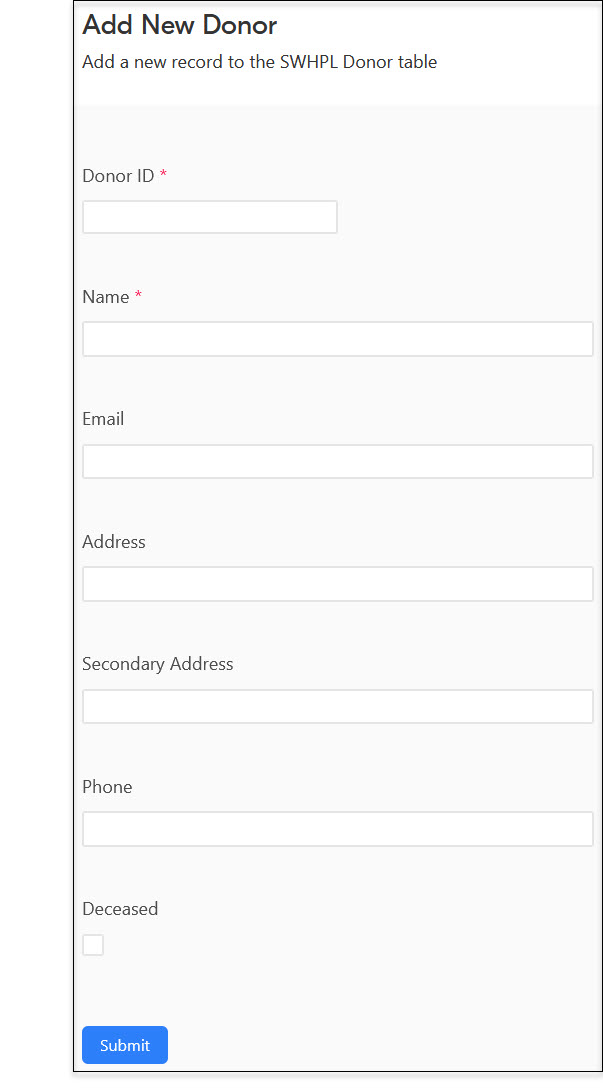 Add New Donor
Add a new record to the SWHPL Donor table
Donor ID *
Name *
Email
Address
Secondary Address
Phone
Deceased
Submit